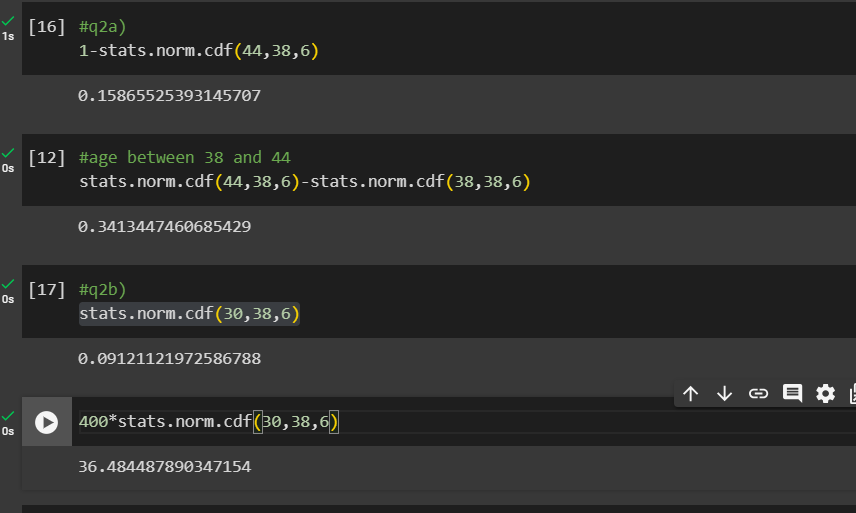 [16] #q2a)
1s
1-stats.norm.cdf(44,38,6)
0.15865525393145707
[12] #age between 38 and 44
0s
stats.norm.cdf(44,38,6)-stats.norm.cdf(38,38,6)
0.3413447460685429
[17] #q2b)
0s
stats.norm.cdf(30,38,6)
0.09121121972586788
400*stats.norm.cdf(30,38,6)
0s
36.484487890347154